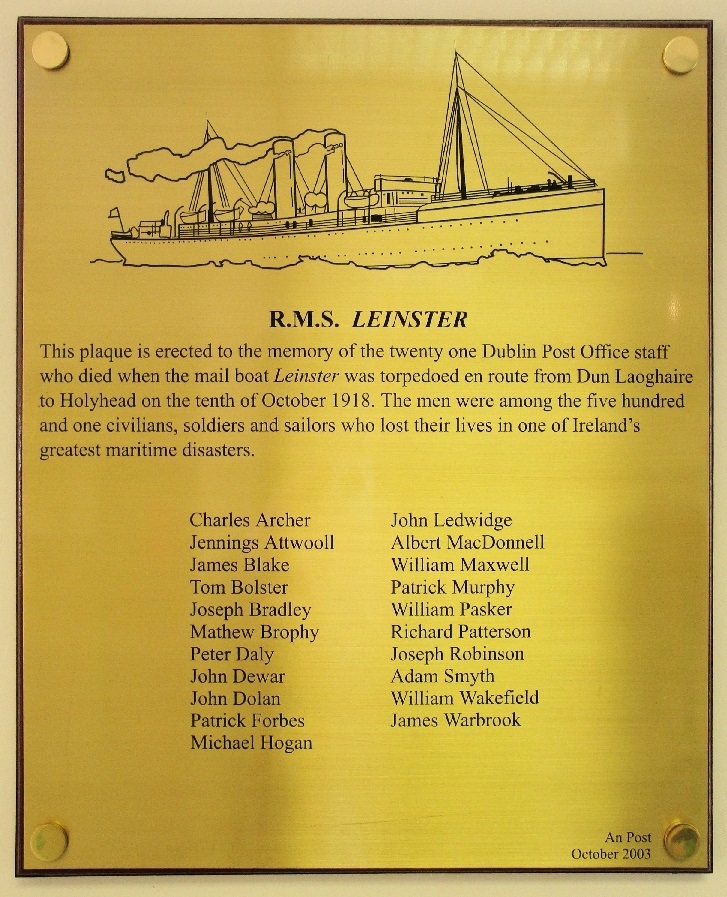 R.M.S. LEINSTER
This plaque is erected to the memory of the twenty one Dublin Post Office staff
who died when the mail boat Leinster was torpedoed en route from Dun Laoghaire
to Holyhead on the tenth of October 1918. The men were among the five hundred
and one civilians, soldiers and sailors who lost their lives in one of Ireland's
greatest maritime disasters.
Charles Archer
Jennings Attwooll
James Blake
Tom Bolster
Joseph Bradley
Mathew Brophy
Peter Daly
John Dewar
John Dolan
Patrick Forbes
Michael Hogan
John Ledwidge
Albert MacDonnell
William Maxwell
Patrick Murphy
William Pasker
Richard Patterson
Joseph Robinson
Adam Smyth
William Wakefield
James Warbrook
An Post
October 2003